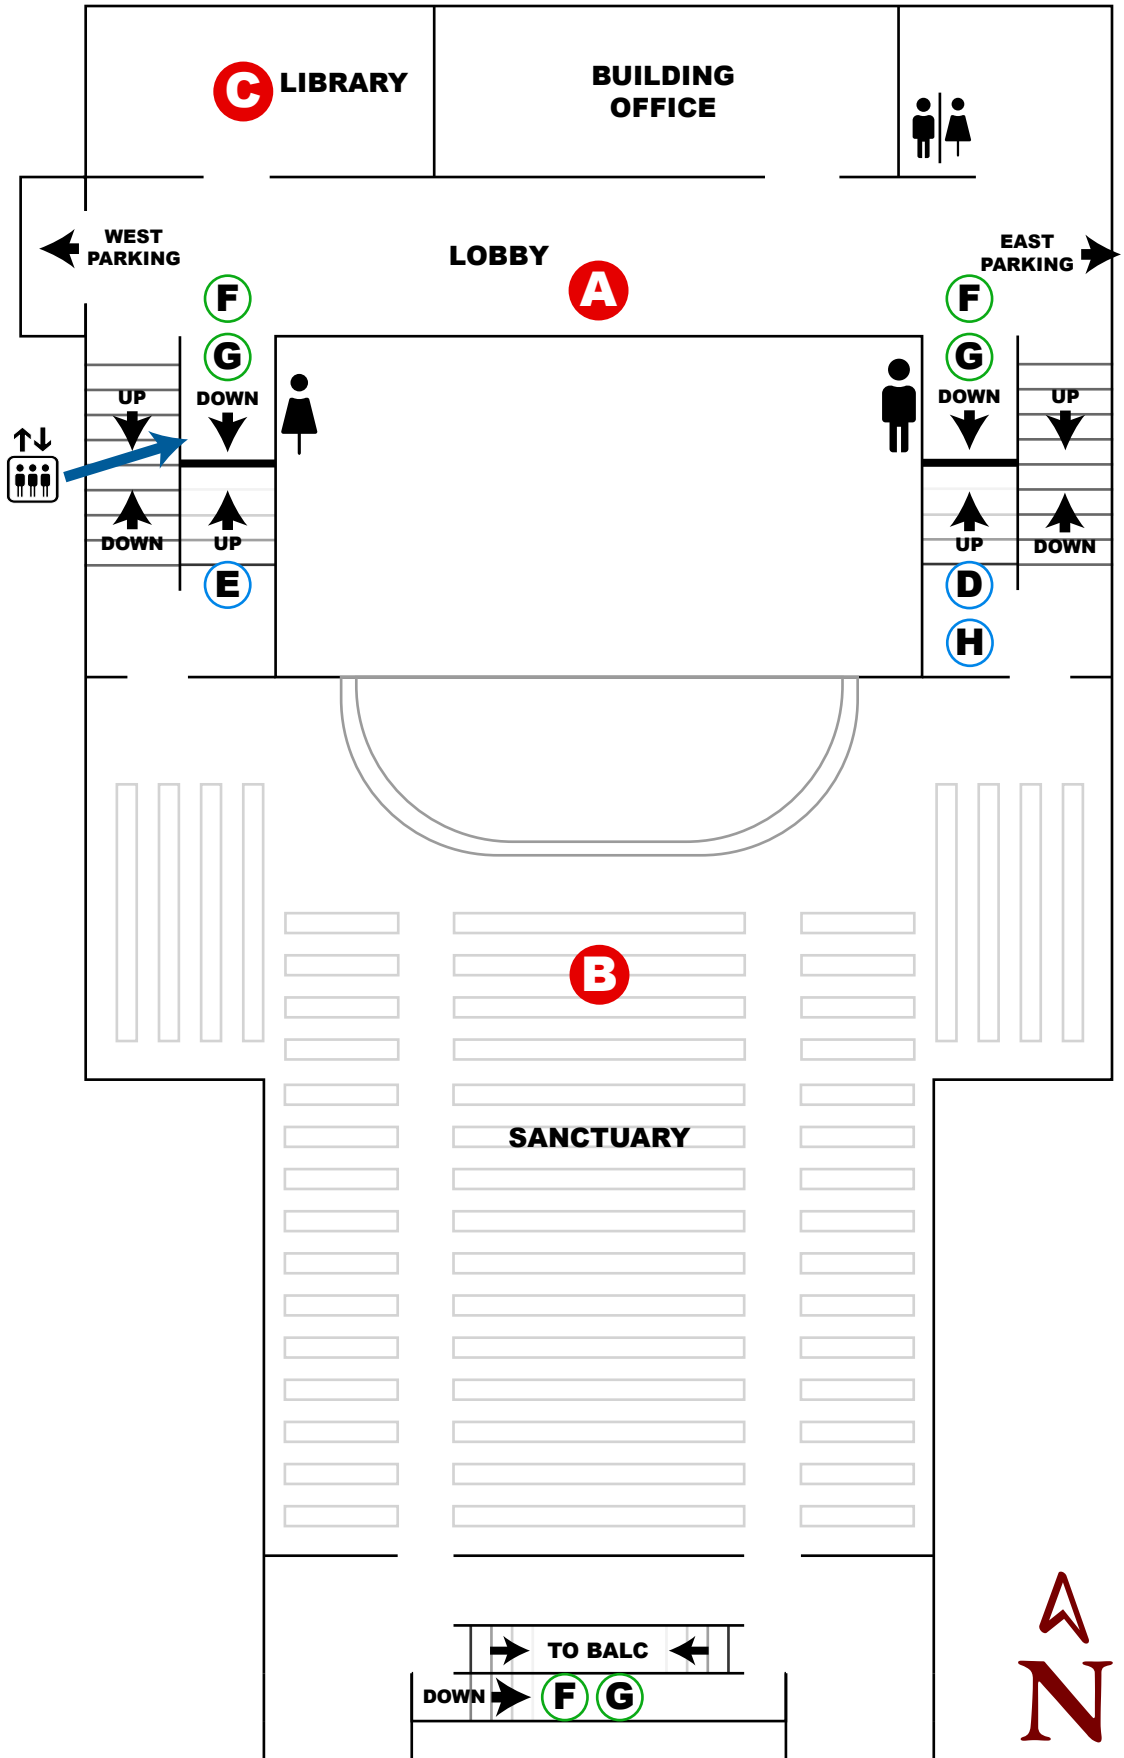 C LIBRARY
BUILDING
OFFICE
WEST
PARKING
LOBBY
EAST
PARKING
A
F
F
G
G
UP
DOWN
DOWN
UP
DOWN
UP
UP
DOWN
E
D
H
B
SANCTUARY
TO BALC
DOWN
F
G
N